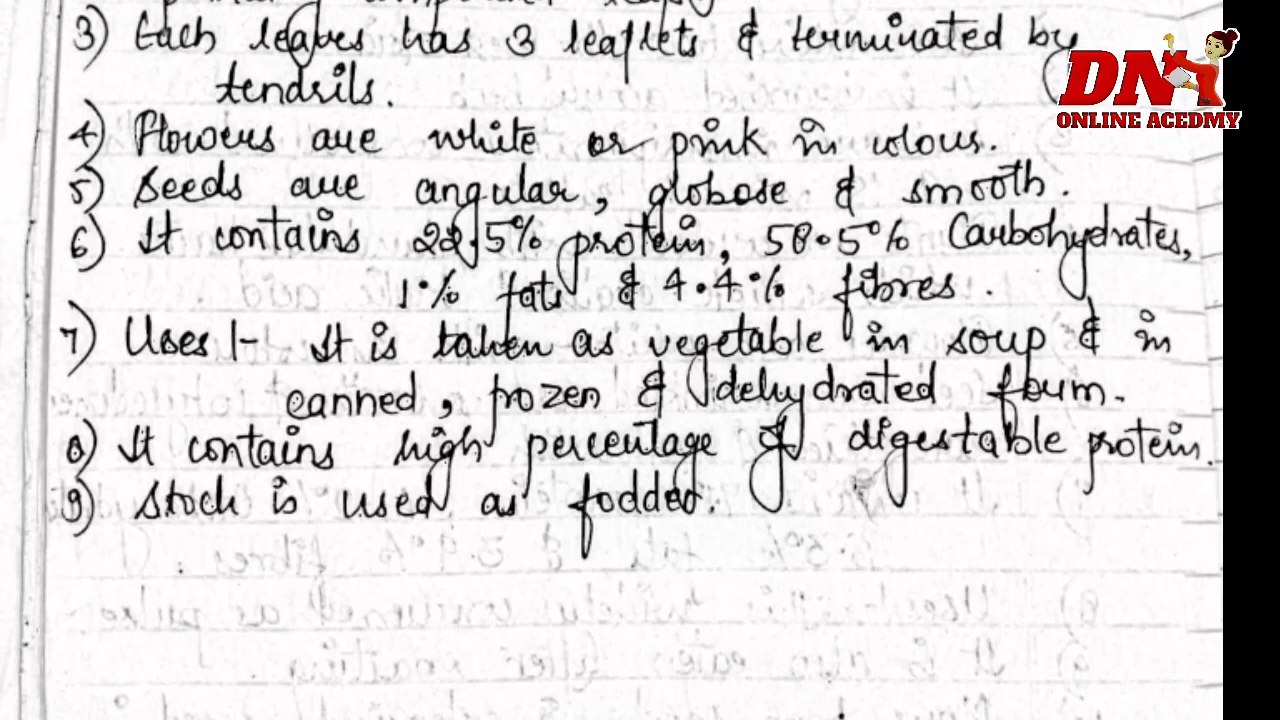 compound leaf
3) Each leaves has 3 leaflets & terminated by
tendrils.
4) Flowers are white or pink in colour.
5) Seeds are angular, globose & smooth.
6) It contains 22.5% protein, 58.5% Carbohydrates,
1.% fats & 4.4% fibres.
7) Uses :- It is taken as vegetable in soup & in
canned, frozen & dehydrated form.
8) It contains high percentage of digestable protein.
9) Stock is used as fodder.
DNA
ONLINE ACEDMY